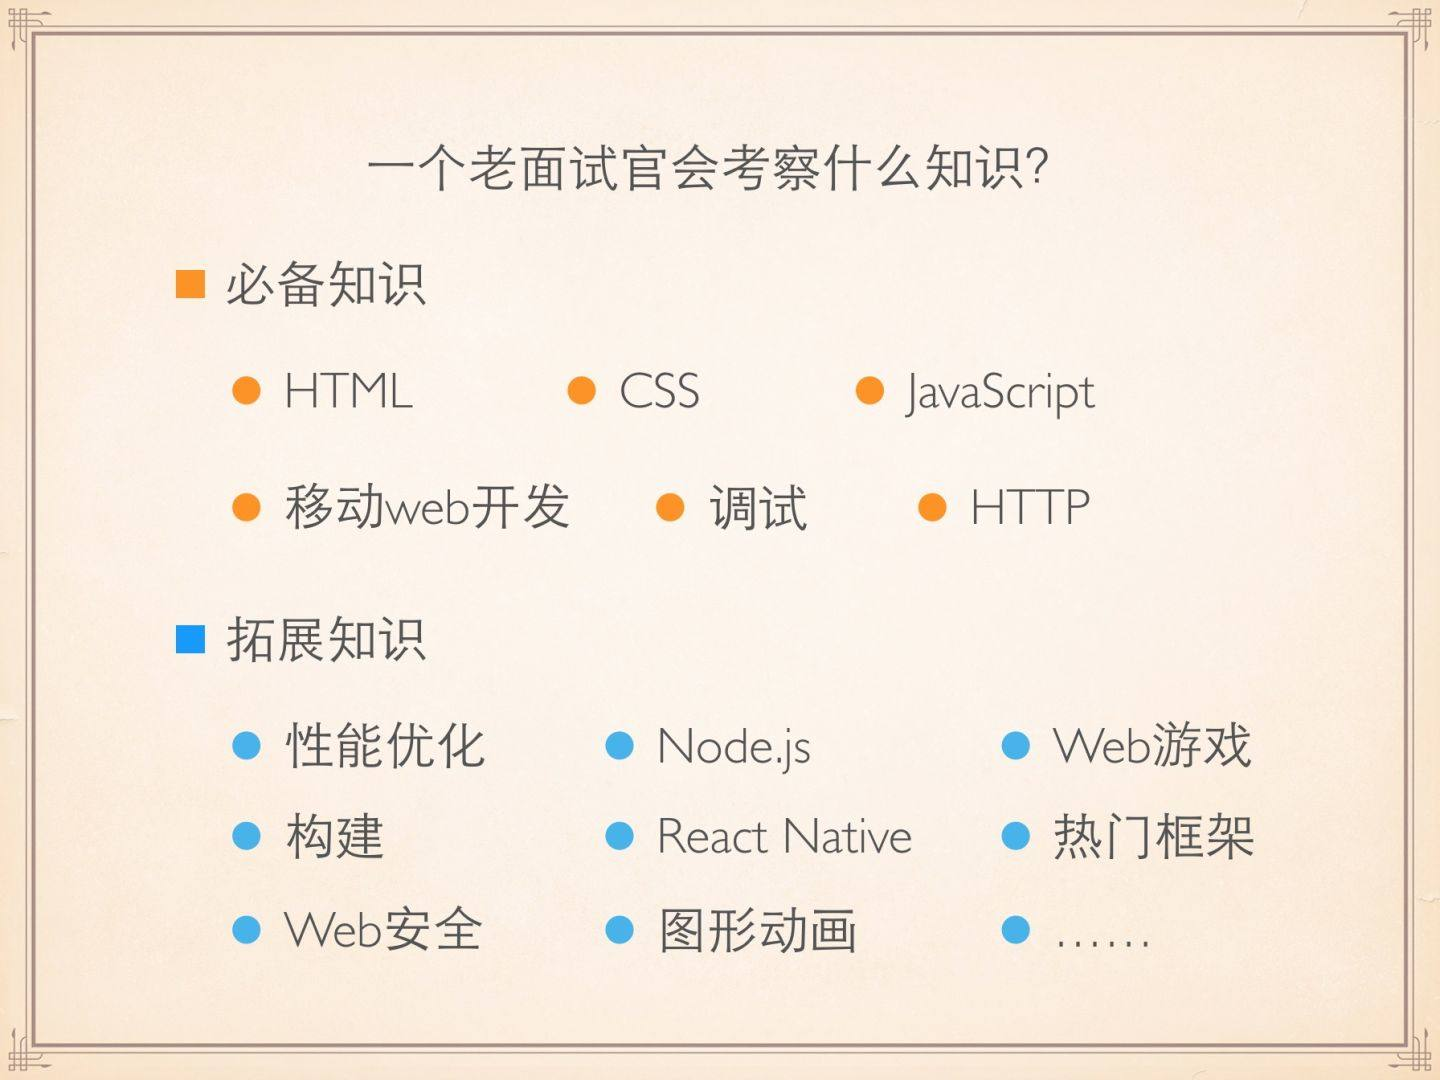 一个老面试官会考察什么知识？
必备知识
HTML CSS JavaScript
移动web开发 调试 HTTP
拓展知识
性能优化 Node.js Web游戏
构建 React Native 热门框架
Web安全 图形动画 ……